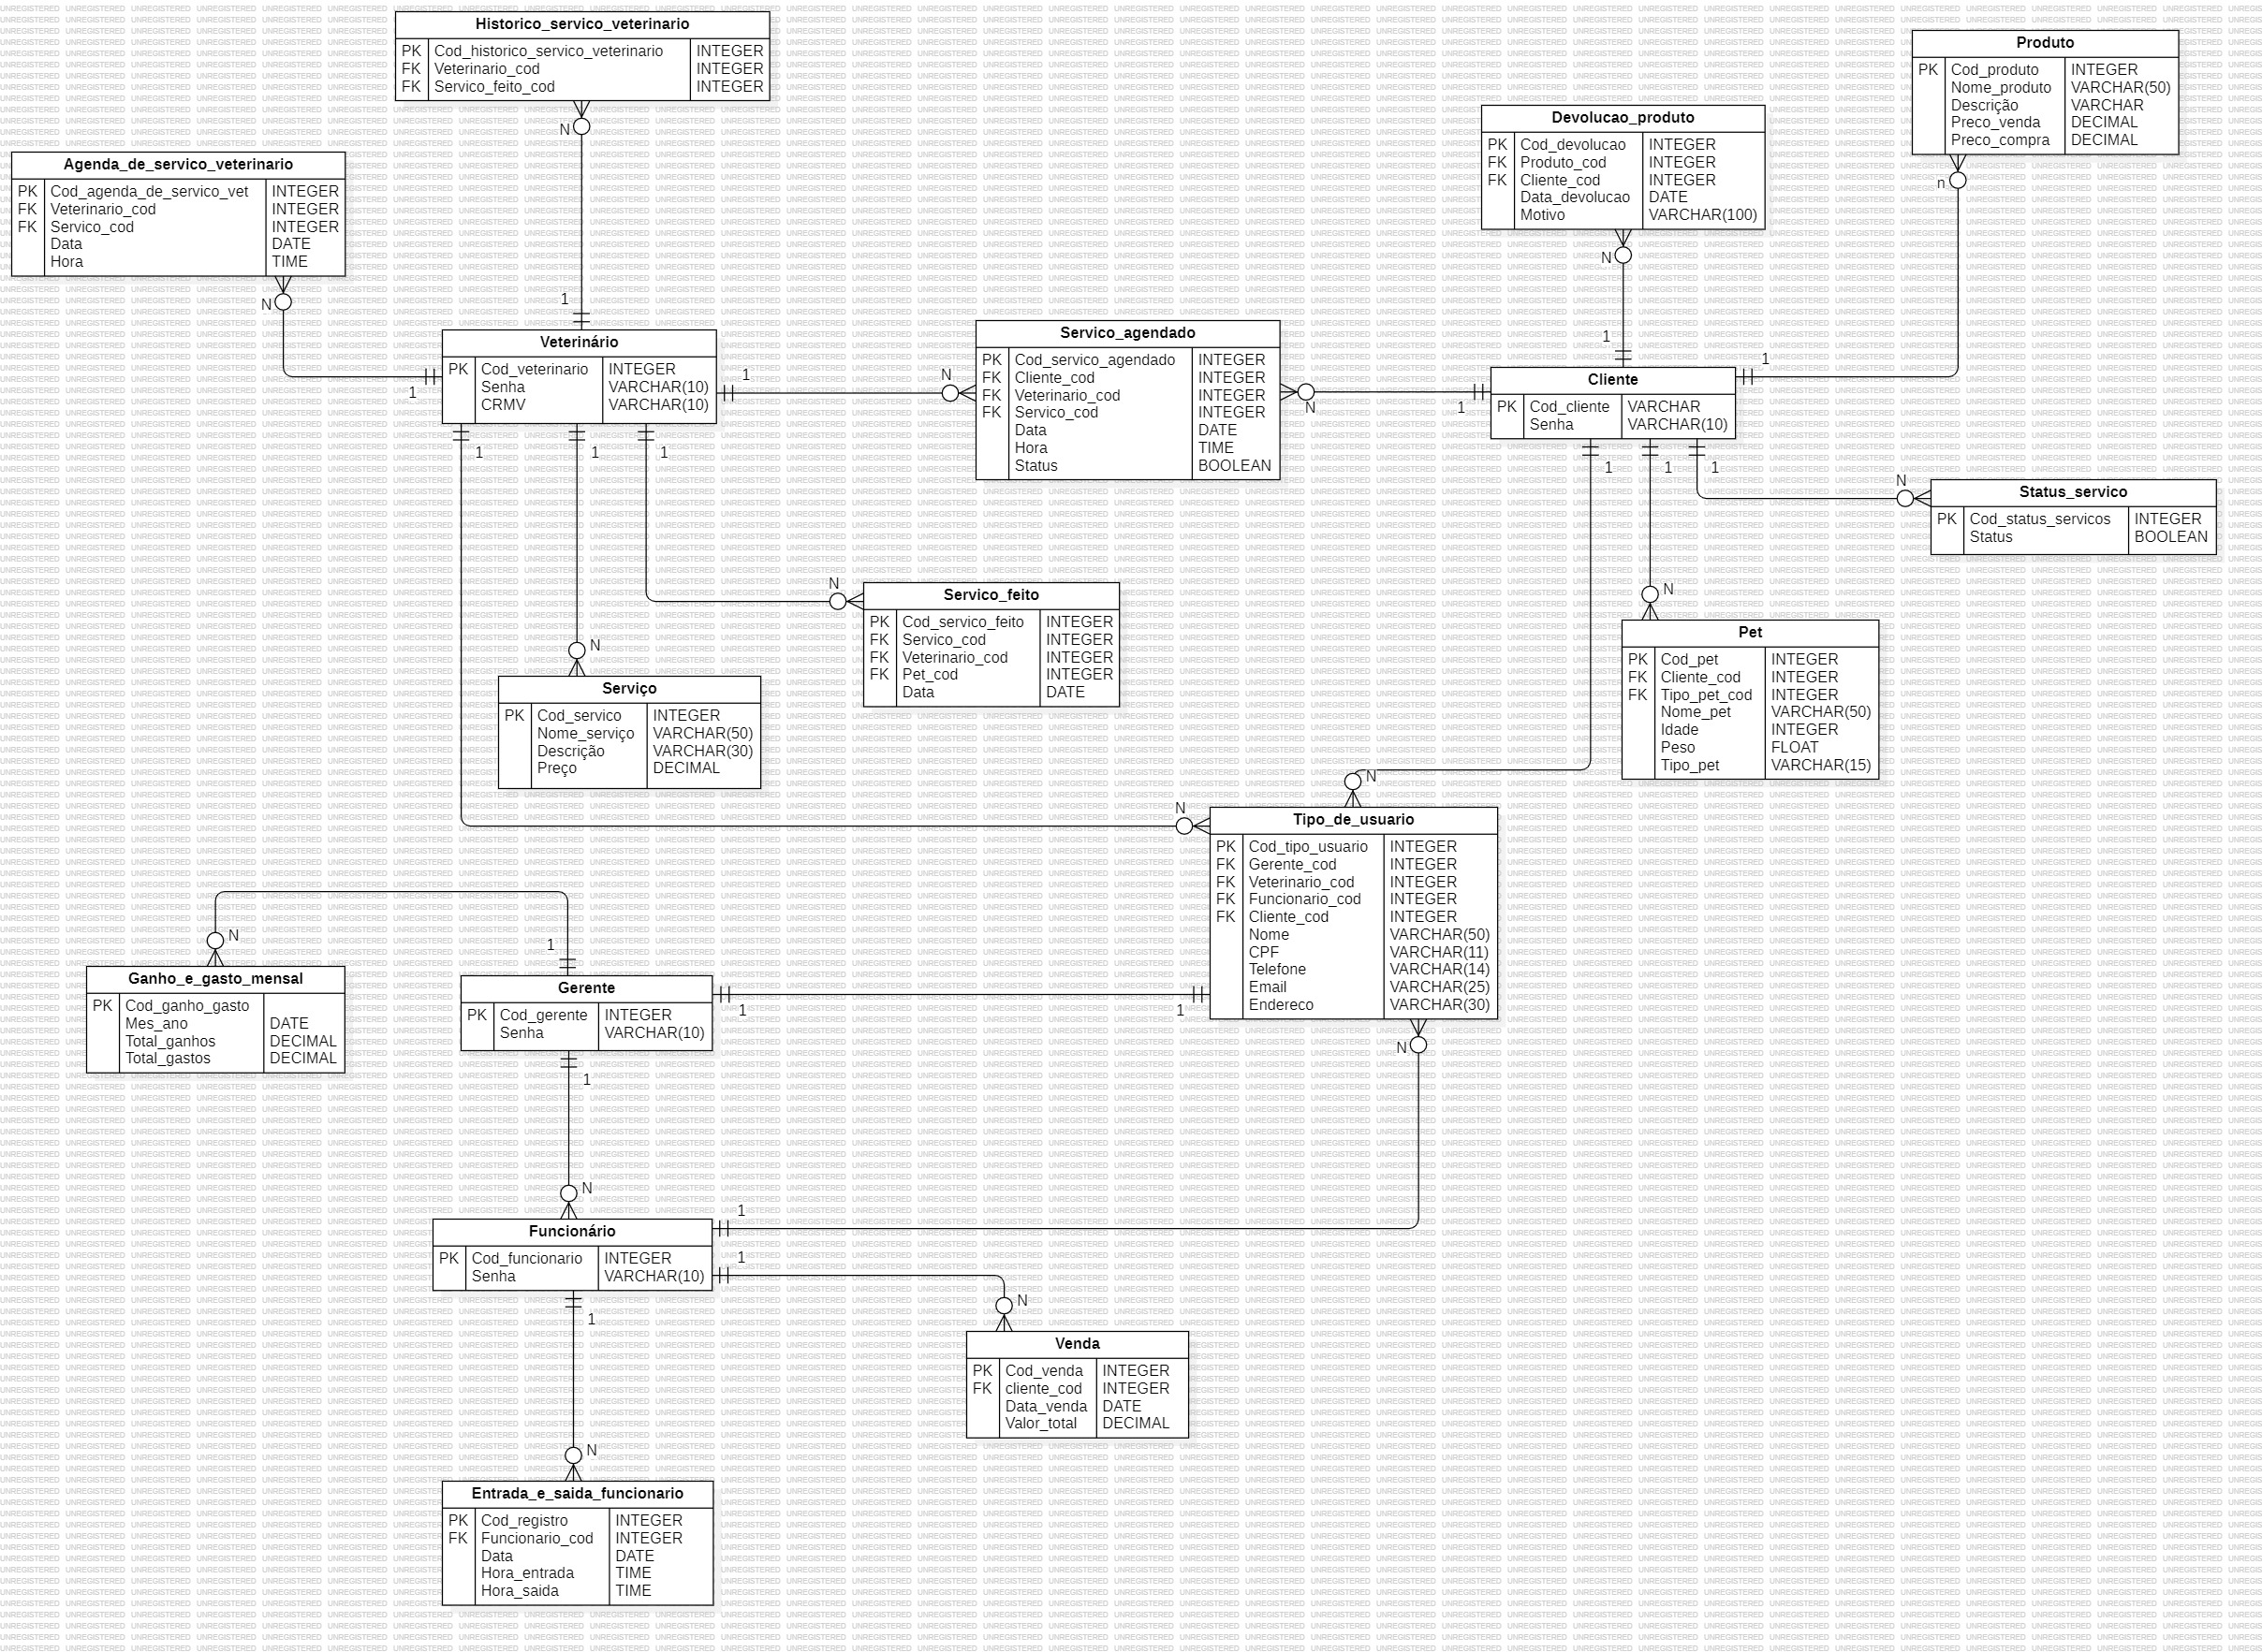 Historico_servico_veterinario
PK Cod_historico_servico_veterinario INTEGER
FK Veterinario_cod INTEGER
FK Servico_feito_cod INTEGER
N
1
Agenda_de_servico_veterinario
PK Cod_agenda_de_servico_vet INTEGER
FK Veterinario_cod INTEGER
FK Servico_cod INTEGER
Data DATE
Hora TIME
N
1
Produto
PK Cod_produto INTEGER
Nome_produto VARCHAR(50)
Descrição VARCHAR
Preco_venda DECIMAL
Preco_compra DECIMAL
n
1
Devolucao_produto
PK Cod_devolucao INTEGER
FK Produto_cod INTEGER
FK Cliente_cod INTEGER
Data_devolucao DATE
Motivo VARCHAR(100)
N
1
Veterinário
PK Cod_veterinario INTEGER
Senha VARCHAR(10)
CRMV VARCHAR(10)
1
N
1
1
1
Servico_agendado
PK Cod_servico_agendado INTEGER
FK Cliente_cod INTEGER
FK Veterinario_cod INTEGER
FK Servico_cod INTEGER
Data DATE
Hora TIME
Status BOOLEAN
N
1
Cliente
PK Cod_cliente VARCHAR
Senha VARCHAR(10)
1
1
1
N
Status_servico
PK Cod_status_servicos INTEGER
Status BOOLEAN
N
Servico_feito
PK Cod_servico_feito INTEGER
FK Servico_cod INTEGER
FK Veterinario_cod INTEGER
FK Pet_cod INTEGER
Data DATE
N
Pet
PK Cod_pet INTEGER
FK Cliente_cod INTEGER
FK Tipo_pet_cod INTEGER
Nome_pet VARCHAR(50)
Idade INTEGER
Peso FLOAT
Tipo_pet VARCHAR(15)
N
Serviço
PK Cod_servico INTEGER
Nome_serviço VARCHAR(50)
Descrição VARCHAR(30)
Preço DECIMAL
N
N
Tipo_de_usuario
PK Cod_tipo_usuario INTEGER
FK Gerente_cod INTEGER
FK Veterinario_cod INTEGER
FK Funcionario_cod INTEGER
FK Cliente_cod INTEGER
Nome VARCHAR(50)
CPF VARCHAR(11)
Telefone VARCHAR(14)
Email VARCHAR(25)
Endereco VARCHAR(30)
N
N
1
Ganho_e_gasto_mensal
PK Cod_ganho_gasto
Mes_ano DATE
Total_ganhos DECIMAL
Total_gastos DECIMAL
Gerente
PK Cod_gerente INTEGER
Senha VARCHAR(10)
1
1
1
N
Funcionário
PK Cod_funcionario INTEGER
Senha VARCHAR(10)
1
1
1
N
Venda
PK Cod_venda INTEGER
FK cliente_cod INTEGER
Data_venda DATE
Valor_total DECIMAL
N
Entrada_e_saida_funcionario
PK Cod_registro INTEGER
FK Funcionario_cod INTEGER
Data DATE
Hora_entrada TIME
Hora_saida TIME
UNREGISTERED